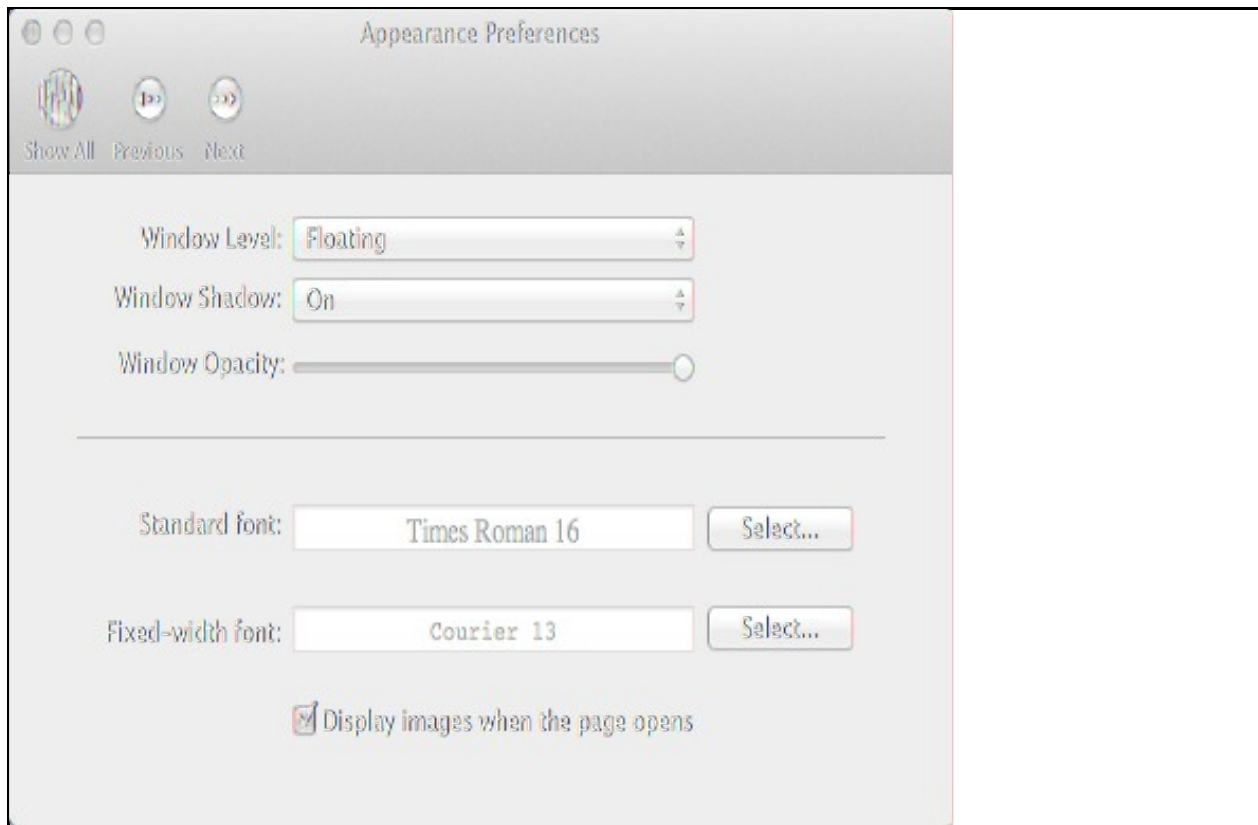 Appearance Preferences
Show All Previous Next
Window Level: Floating
Window Shadow: On
Window Opacity:
Standard font: Times Roman 16 Select...
Fixed-width font: Courier 13 Select...
Display images when the page opens